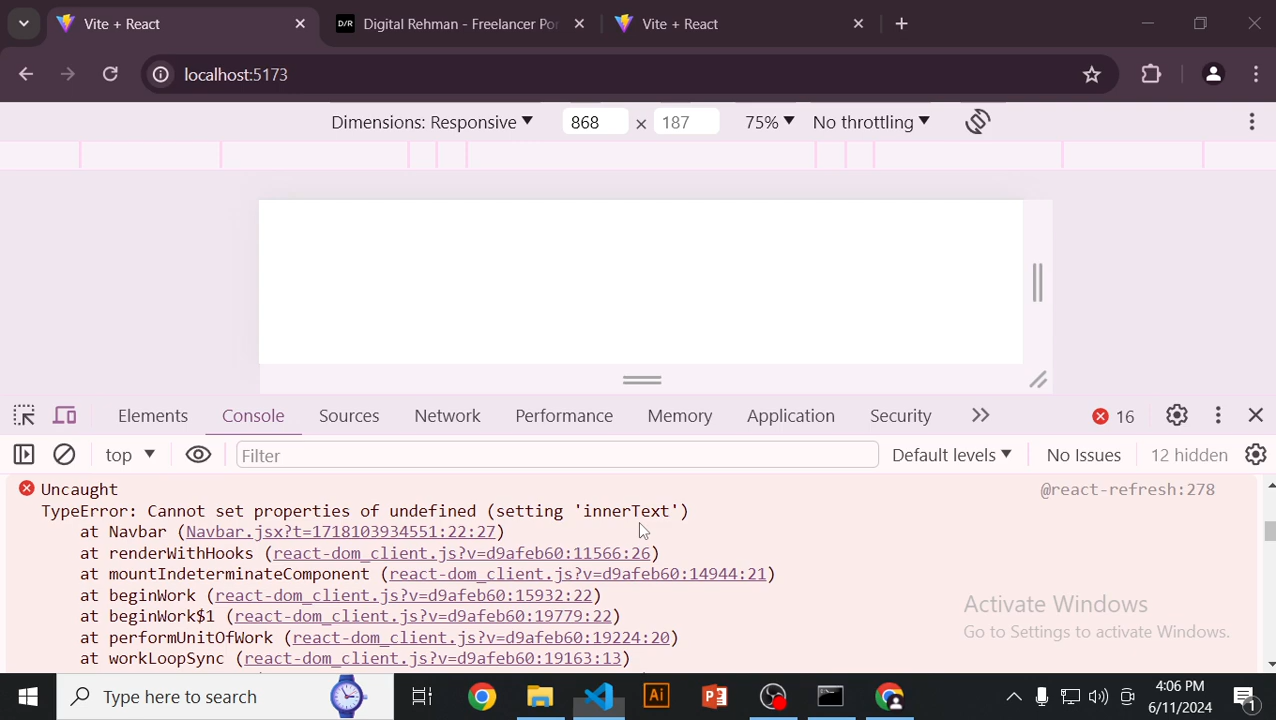 Vite + React
D/R Digital Rehman - Freelancer Po
Vite + React
localhost:5173
Dimensions: Responsive 868 × 187 75% No throttling
Elements Console Sources Network Performance Memory Application Security 16
top Filter Default levels No Issues 12 hidden
Uncaught @react-refresh:278
TypeError: Cannot set properties of undefined (setting 'innerText')
at Navbar (Navbar.jsx?t=1718103934551:22:27)
at renderWithHooks (react-dom_client.js?v=d9afeb60:11566:26)
at mountIndeterminateComponent (react-dom_client.js?v=d9afeb60:14944:21)
at beginWork (react-dom_client.js?v=d9afeb60:15932:22)
at beginWork$1 (react-dom_client.js?v=d9afeb60:19779:22)
at performUnitOfWork (react-dom_client.js?v=d9afeb60:19224:20)
at workLoopSync (react-dom_client.js?v=d9afeb60:19163:13)
Activate Windows
Go to Settings to activate Windows.
Type here to search
Ai
P
4:06 PM
6/11/2024
1